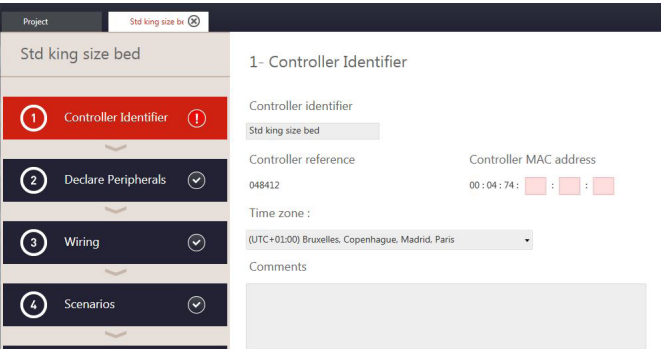 Project
Std king size be
Std king size bed
1 Controller Identifier !
2 Declare Peripherals
3 Wiring
4 Scenarios
1- Controller Identifier
Controller identifier
Std king size bed
Controller reference Controller MAC address
048412 00 : 04 : 74 : : :
Time zone :
(UTC+01:00) Bruxelles, Copenhague, Madrid, Paris
Comments